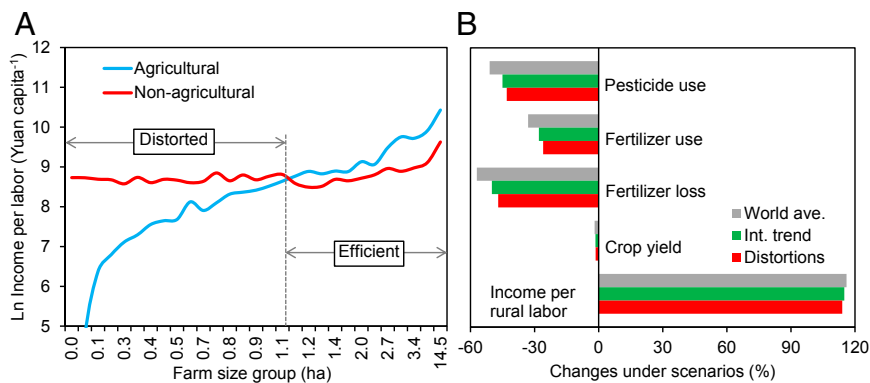 A
Ln Income per labor (Yuan capita⁻¹)
12
11
10
9
8
7
6
5
Agricultural
Non-agricultural
Distorted
Efficient
0.0
0.1
0.3
0.4
0.5
0.6
0.7
0.8
0.9
1.1
1.2
1.4
2.0
2.7
3.4
14.5
Farm size group (ha)
B
Pesticide use
Fertilizer use
Fertilizer loss
Crop yield
Income per
rural labor
World ave.
Int. trend
Distortions
-60
-30
0
30
60
90
120
Changes under scenarios (%)